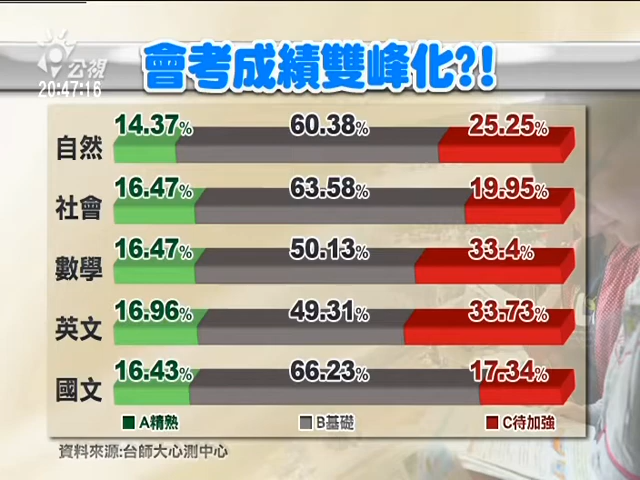 會考成績雙峰化?!
公視
20:47:16
自然 14.37% 60.38% 25.25%
社會 16.47% 63.58% 19.95%
數學 16.47% 50.13% 33.4%
英文 16.96% 49.31% 33.73%
國文 16.43% 66.23% 17.34%
A精熟 B基礎 C待加強
資料來源:台師大心測中心